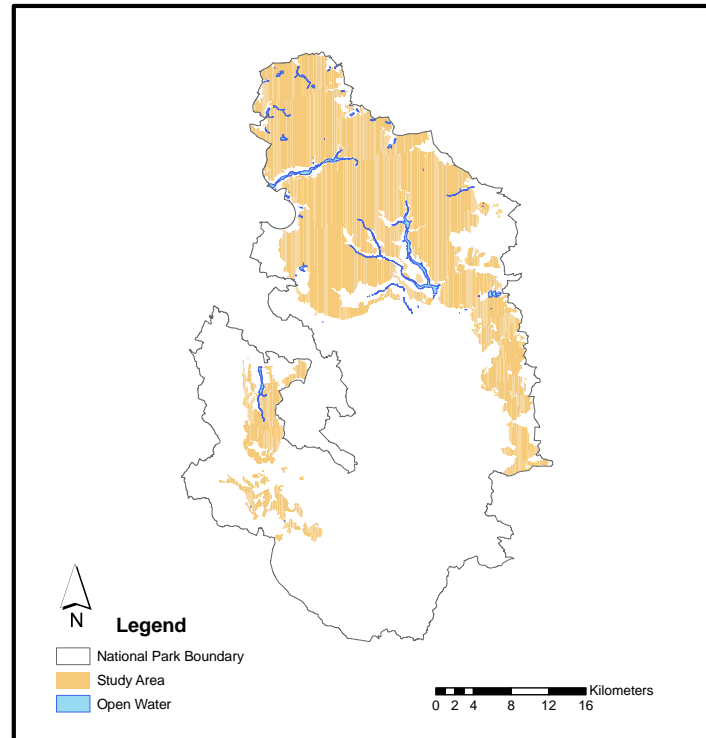 N
Legend
National Park Boundary
Study Area
Open Water
Kilometers
0 2 4 8 12 16